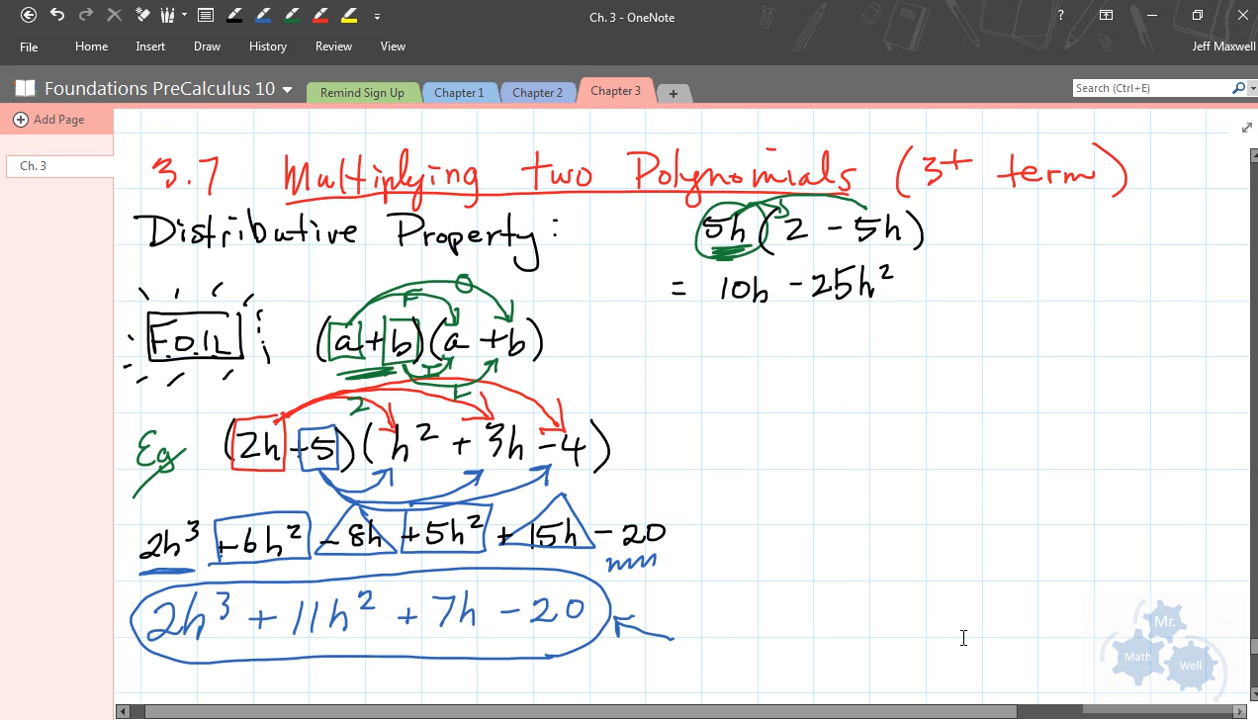 Ch. 3 - OneNote
?
File
Home
Insert
Draw
History
Review
View
Jeff Maxwell
Foundations PreCalculus 10
Remind Sign Up
Chapter 1
Chapter 2
Chapter 3
+
Search (Ctrl+E)
Add Page
Ch. 3
3.7 Multiplying two Polynomials (3+ term)
Distributive Property:
5h(2 - 5h)
= 10h - 25h²
F O
F.O.I.L
(a+b)(a+b)
I L
2
Eg (2h+5)(h² + 3h - 4)
2h³ +6h² - 8h +5h² + 15h - 20
2h³ + 11h² + 7h - 20
Mr.
Math
Well